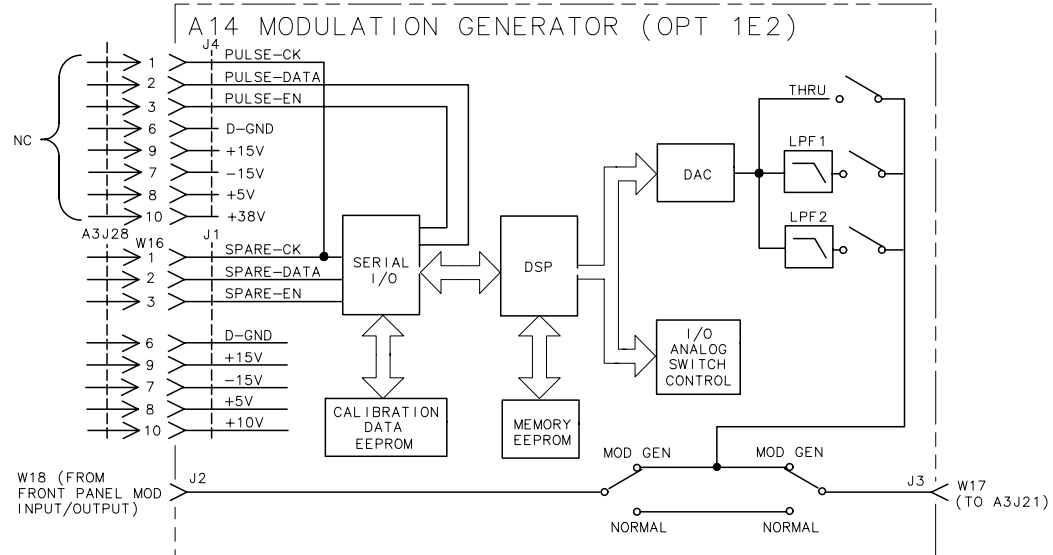 A14 MODULATION GENERATOR (OPT 1E2)
J4
1 PULSE-CK
2 PULSE-DATA
3 PULSE-EN
6 D-GND
NC
9 +15V
7 -15V
8 +5V
10 +38V
A3J28
W16
J1
1 SPARE-CK
2 SPARE-DATA
3 SPARE-EN
6 D-GND
9 +15V
7 -15V
8 +5V
10 +10V
SERIAL
I/O
DSP
CALIBRATION
DATA
EEPROM
MEMORY
EEPROM
DAC
THRU
LPF1
LPF2
I/O
ANALOG
SWITCH
CONTROL
W18 (FROM
FRONT PANEL MOD
INPUT/OUTPUT)
J2
MOD GEN
MOD GEN
NORMAL
NORMAL
J3
W17
(TO A3J21)